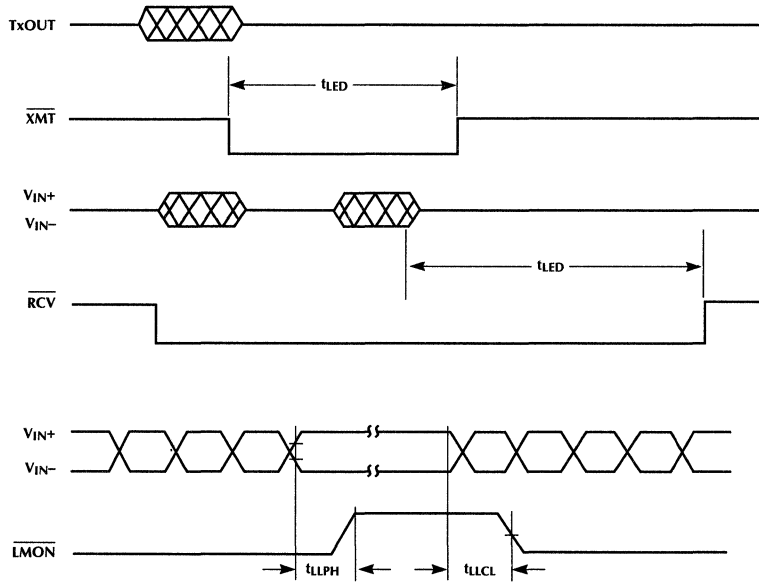 TxOUT
tLED
XMT
VIN+
VIN–
tLED
RCV
VIN+
VIN–
LMON
tLLPH
tLLCL